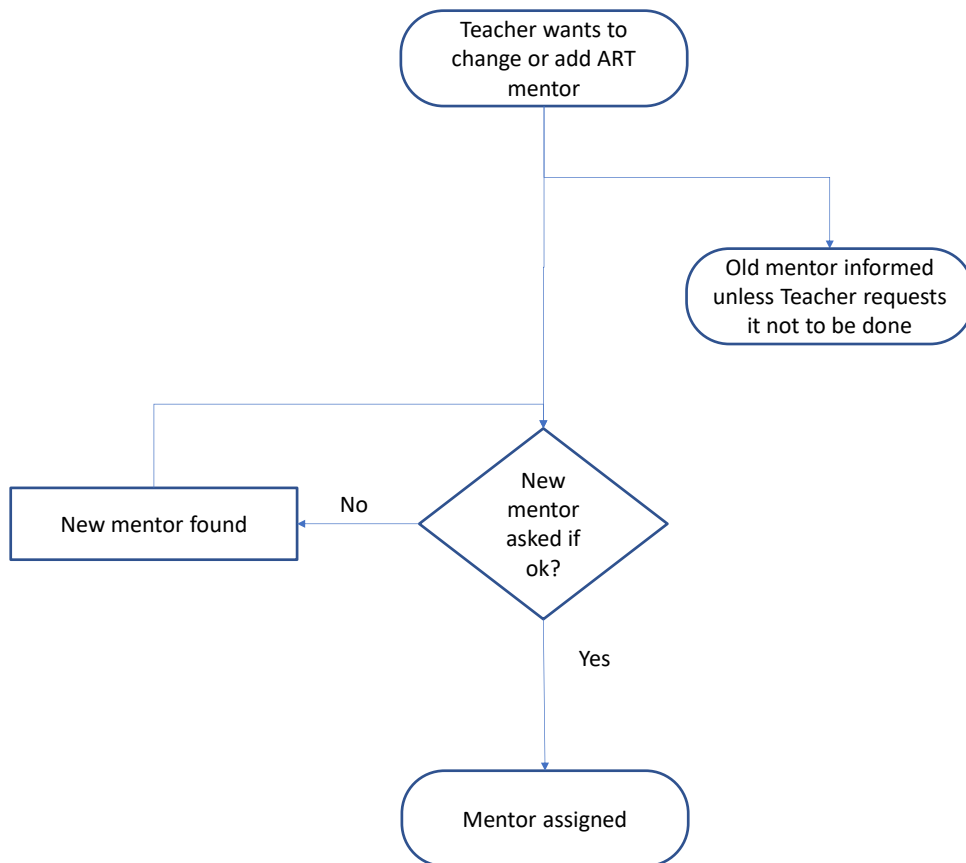 Teacher wants to
change or add ART
mentor
Old mentor informed
unless Teacher requests
it not to be done
New
mentor
asked if
ok?
No
New mentor found
Yes
Mentor assigned